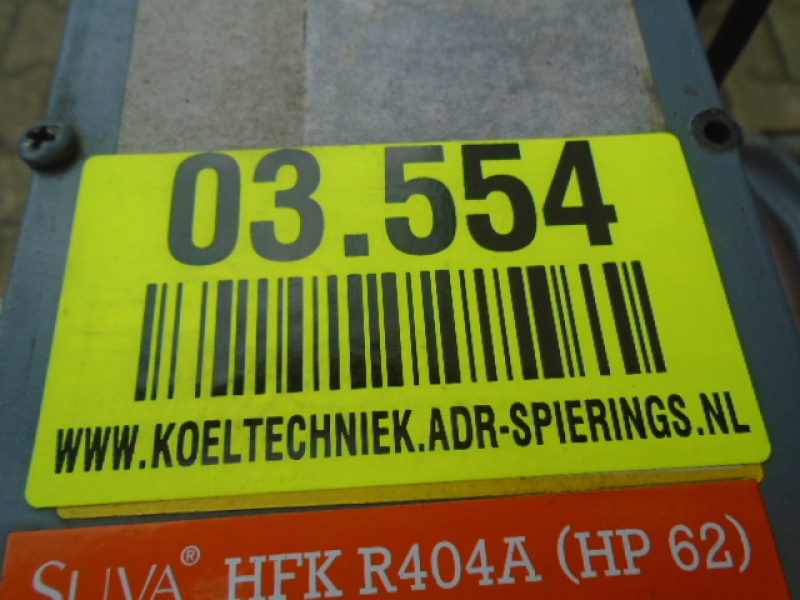 03.554
WWW.KOELTECHNIEK.ADR-SPIERINGS.NL
SUVA® HFK R404A (HP 62)